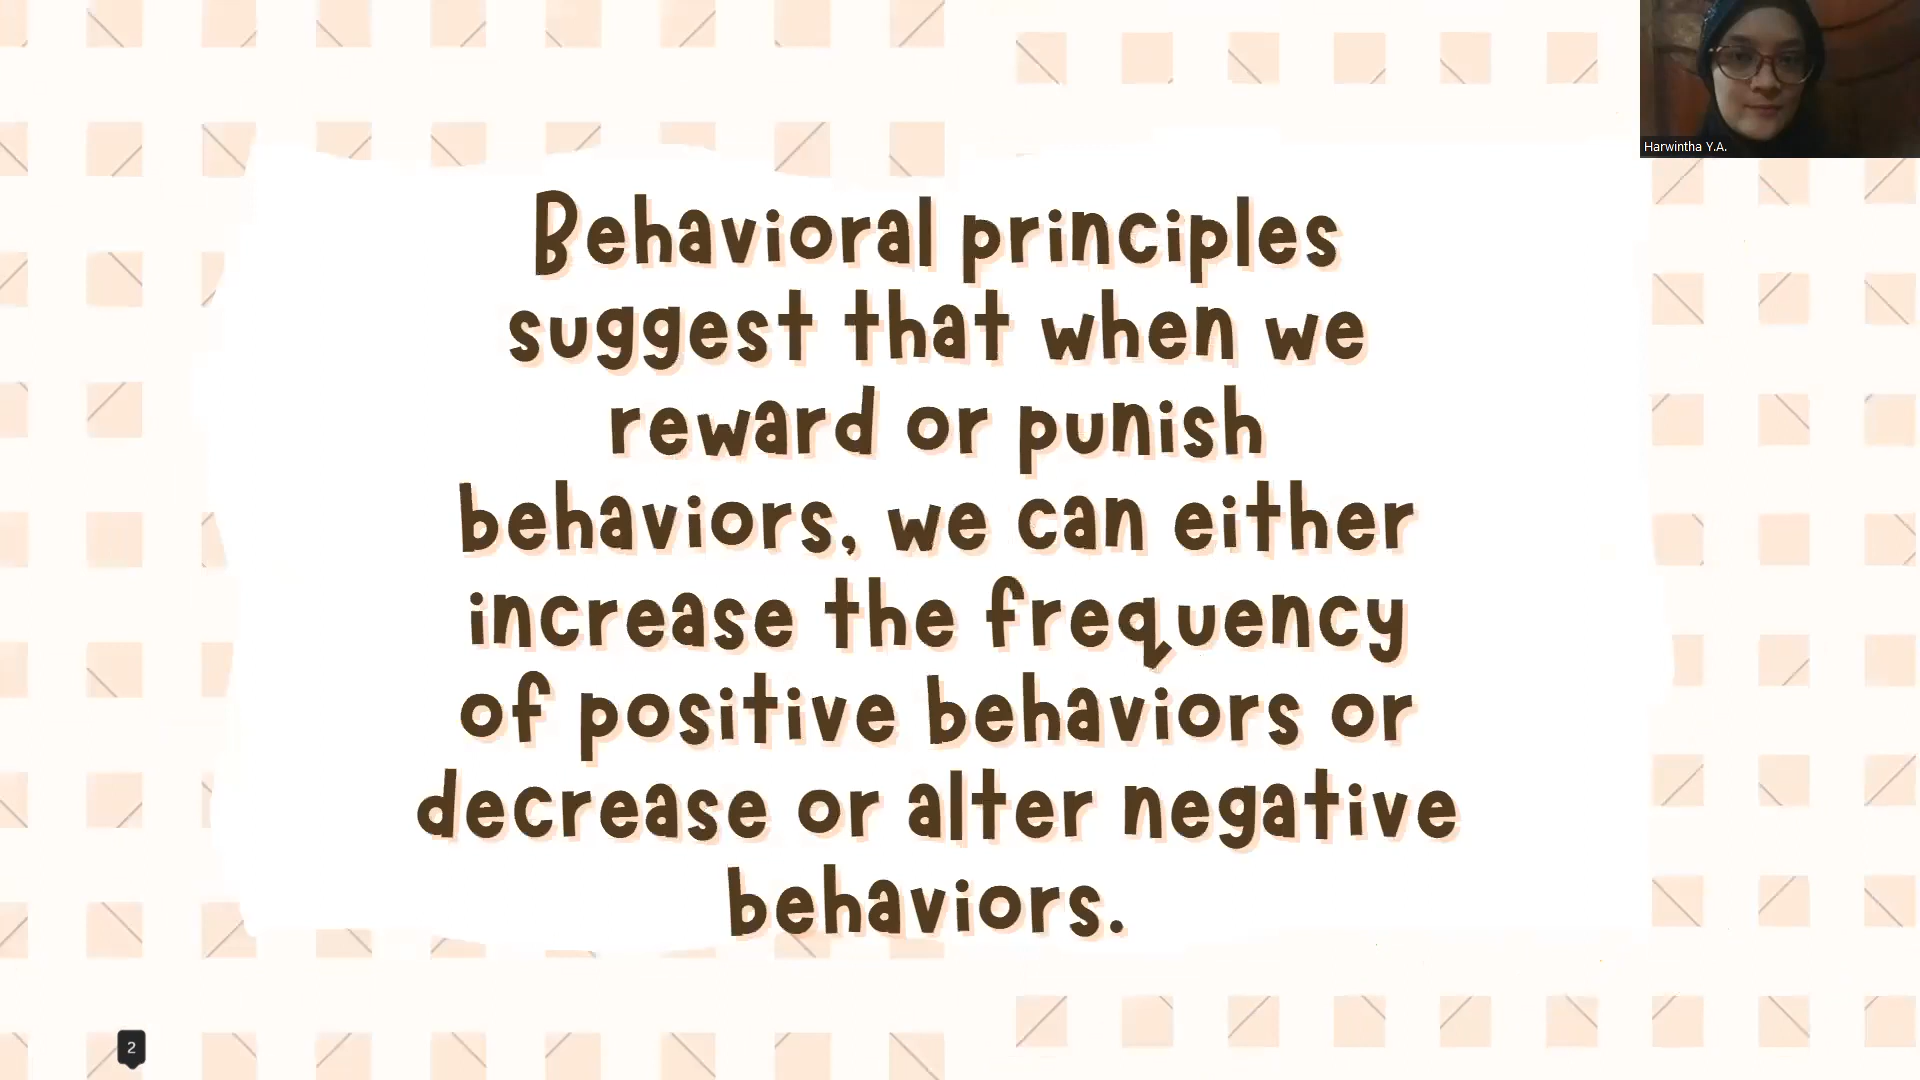 Harwintha Y.A.
Behavioral principles
suggest that when we
reward or punish
behaviors, we can either
increase the frequency
of positive behaviors or
decrease or alter negative
behaviors.
2